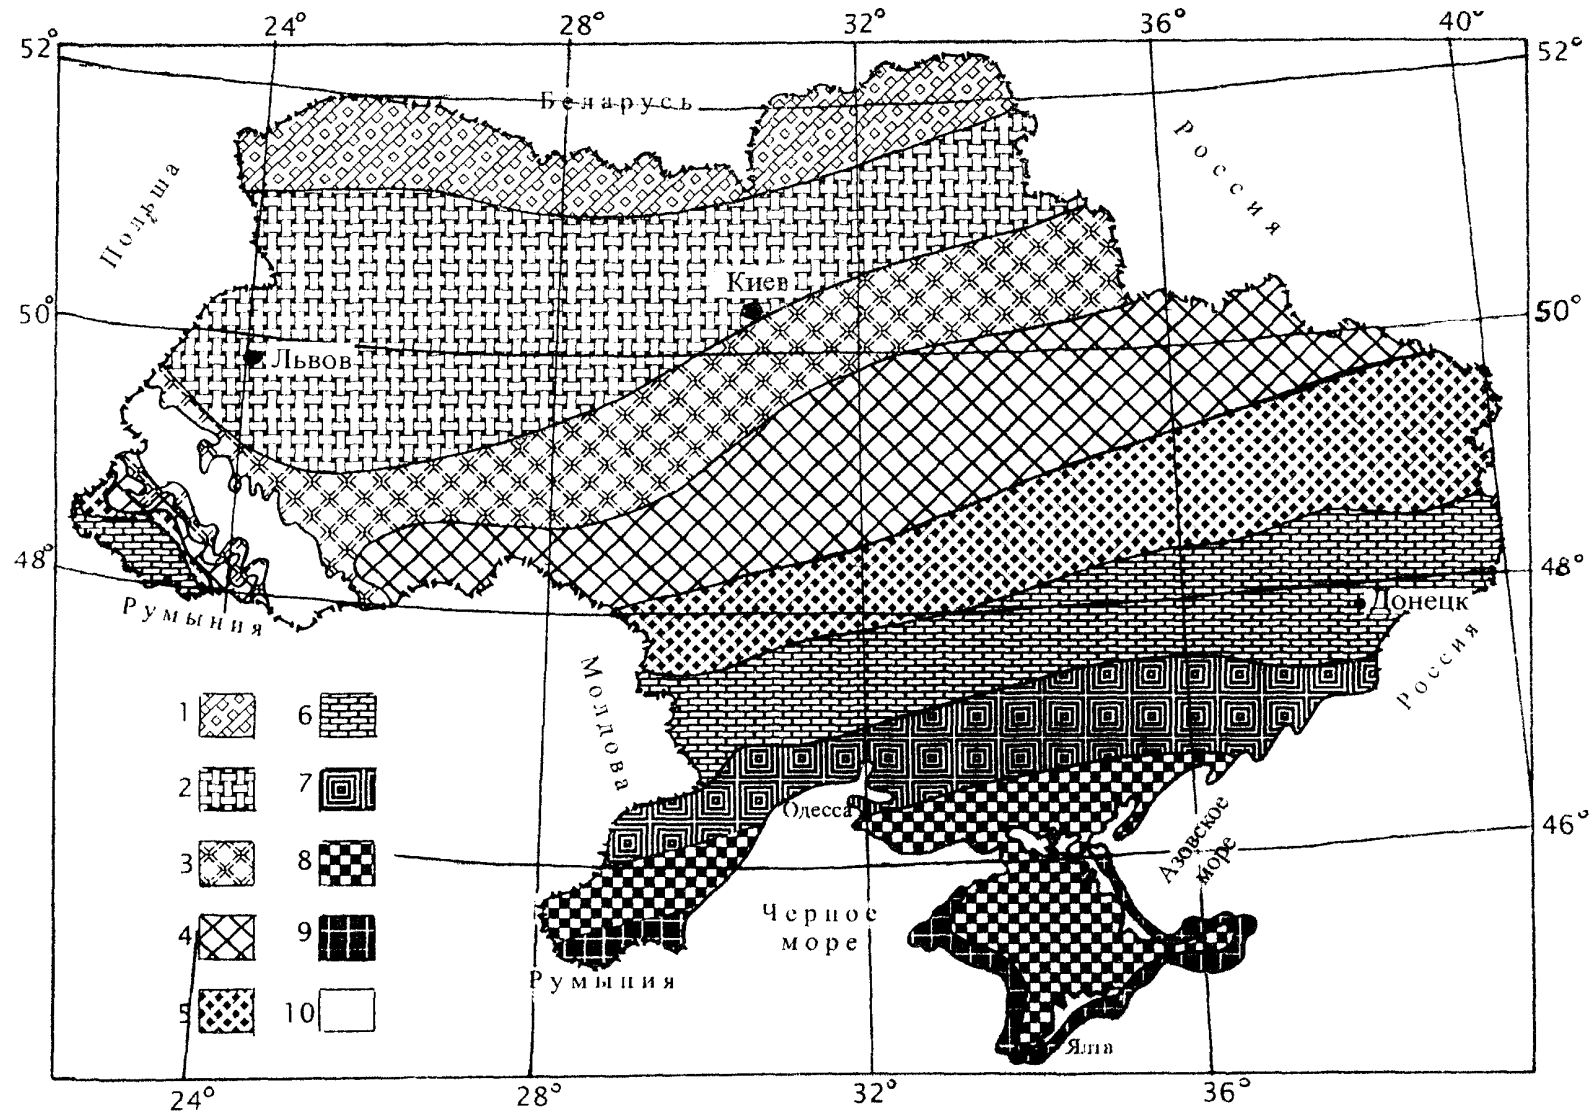 24° 28° 32° 36° 40°
52° 52°
Беларусь
Польша
Россия
Киев
50° 50°
Львов
48° 48°
Донецк
Румыния
Молдова
Россия
1 6
2 7
3 8
4 9
5 10
Одесса
46°
Азовское
море
Черное
море
Румыния
Ялта
24° 28° 32° 36°